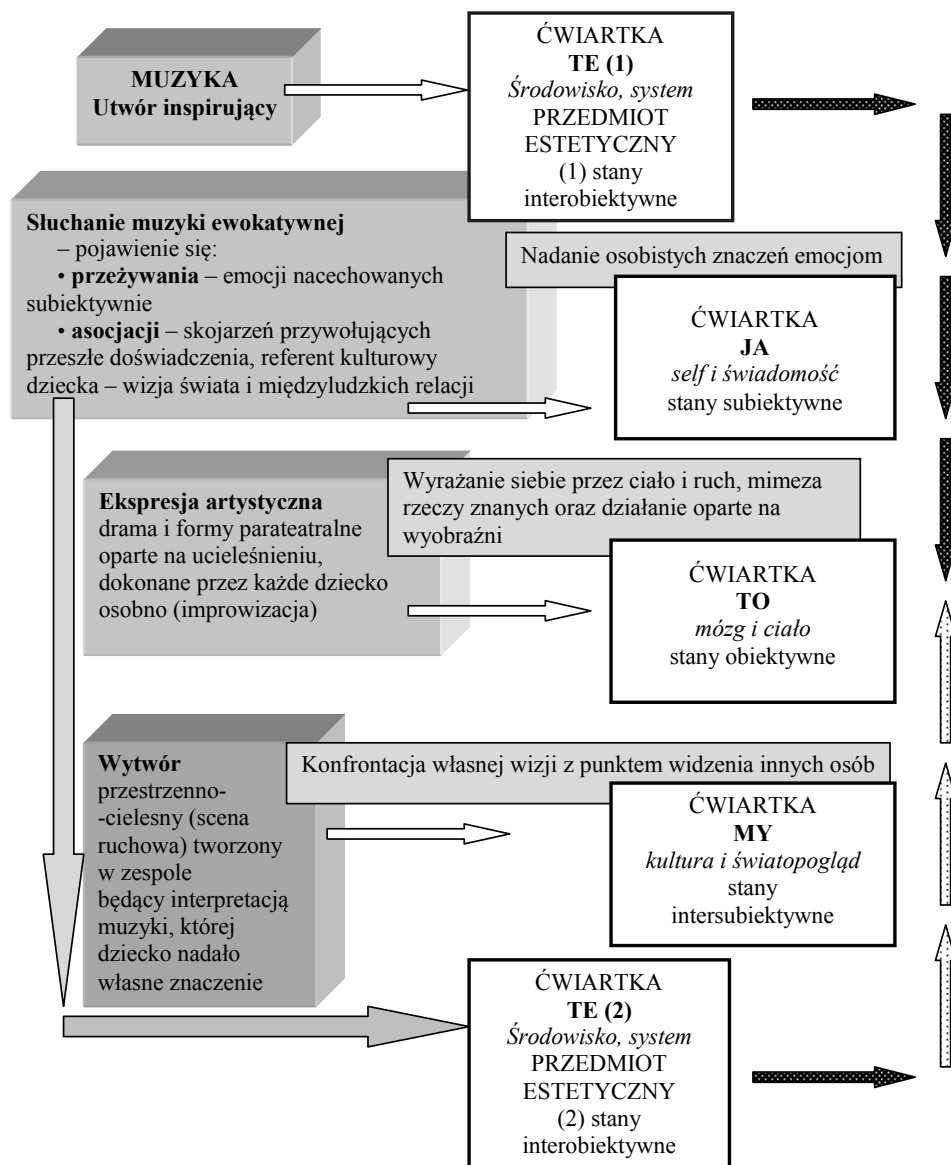 MUZYKA
Utwór inspirujący
ĆWIARTKA
TE (1)
Środowisko, system
PRZEDMIOT
ESTETYCZNY
(1) stany
interobiektywne
Słuchanie muzyki ewokatywnej
– pojawienie się:
• przeżywania – emocji nacechowanych
subiektywnie
• asocjacji – skojarzeń przywołujących
przeszłe doświadczenia, referent kulturowy
dziecka – wizja świata i międzyludzkich relacji
Nadanie osobistych znaczeń emocjom
ĆWIARTKA
JA
self i świadomość
stany subiektywne
Ekspresja artystyczna
drama i formy parateatralne
oparte na ucieleśnieniu,
dokonane przez każde dziecko
osobno (improwizacja)
Wyrażanie siebie przez ciało i ruch, mimeza
rzeczy znanych oraz działanie oparte na
wyobraźni
ĆWIARTKA
TO
mózg i ciało
stany obiektywne
Wytwór
przestrzenno-
-cielesny (scena
ruchowa) tworzony
w zespole
będący interpretacją
muzyki, której
dziecko nadało
własne znaczenie
Konfrontacja własnej wizji z punktem widzenia innych osób
ĆWIARTKA
MY
kultura i światopogląd
stany
intersubiektywne
ĆWIARTKA
TE (2)
Środowisko, system
PRZEDMIOT
ESTETYCZNY
(2) stany
interobiektywne